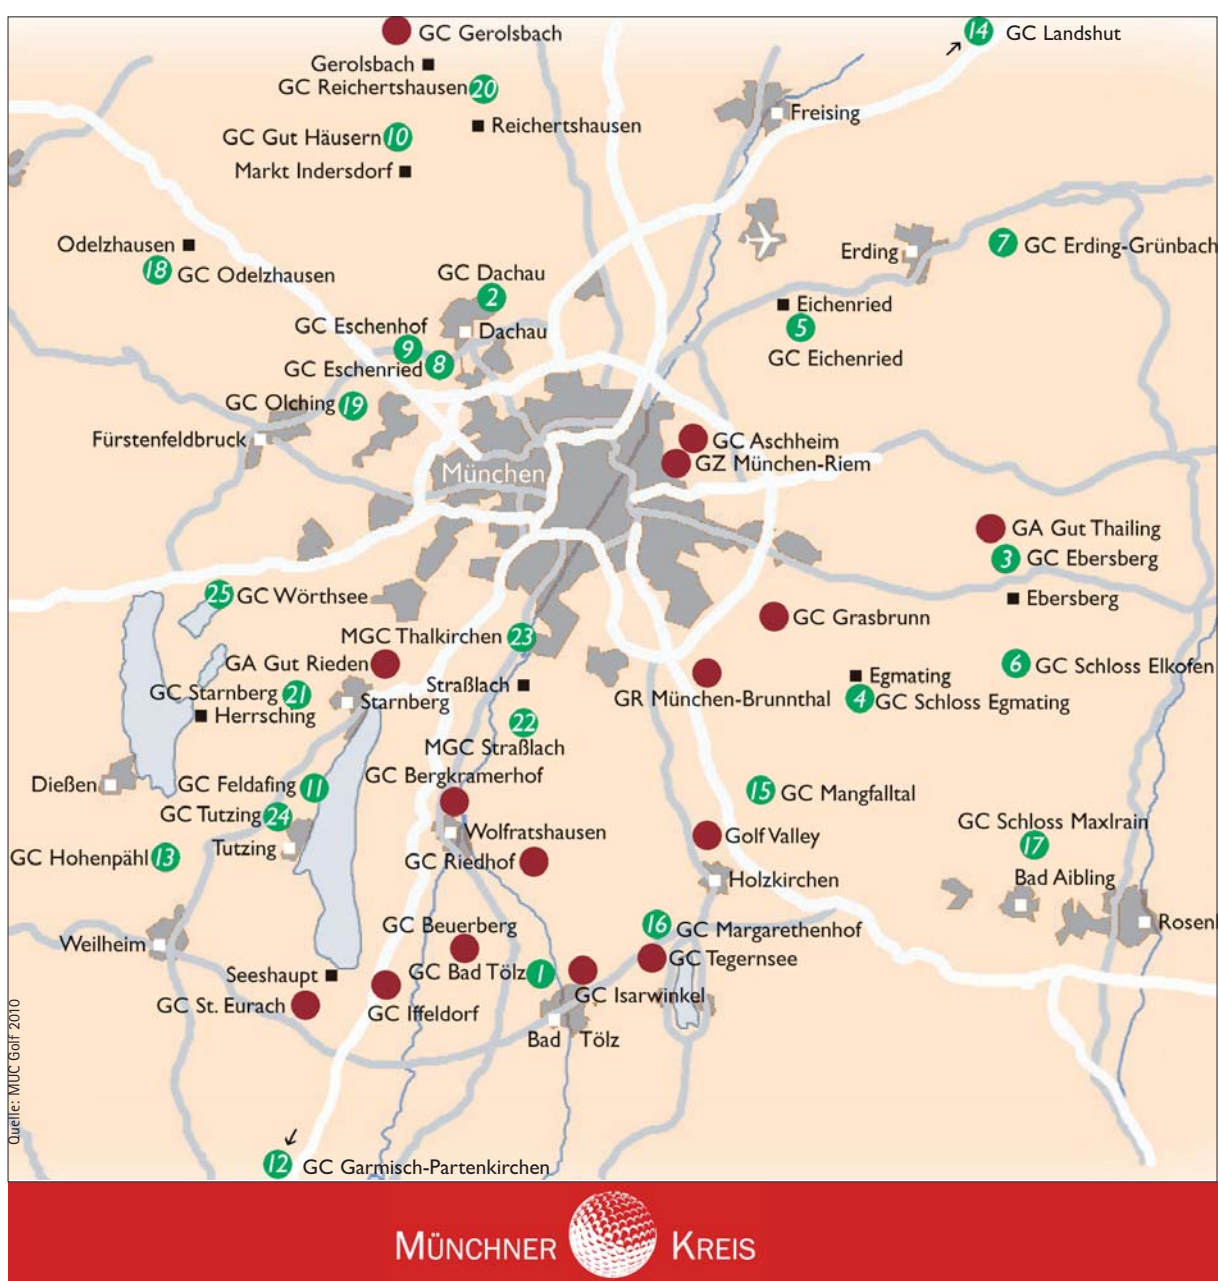 GC Gerolsbach
14 GC Landshut
Gerolsbach
GC Reichertshausen 20
Freising
Reichertshausen
GC Gut Häusern 10
Markt Indersdorf
Odelzhausen
7 GC Erding-Grünbach
Erding
18 GC Odelzhausen
GC Dachau
2
Eichenried
GC Eschenhof
Dachau
5
9
GC Eichenried
GC Eschenried 8
GC Olching 19
Fürstenfeldbruck
GC Aschheim
GZ München-Riem
München
GA Gut Thailing
3 GC Ebersberg
25 GC Wörthsee
Ebersberg
GC Grasbrunn
MGC Thalkirchen 23
GA Gut Rieden
6 GC Schloss Elkofen
Egmating
Straßlach
GC Starnberg 21
GR München-Brunnthal
4 GC Schloss Egmating
Starnberg
Herrsching
22
MGC Straßlach
GC Bergkramerhof
Dießen
GC Feldafing 11
15 GC Mangfalltal
GC Tutzing 24
GC Schloss Maxlrain
17
Wolfratshausen
Golf Valley
Tutzing
GC Hohenpähl 13
GC Riedhof
Bad Aibling
Holzkirchen
GC Beuerberg
16 GC Margarethenhof
Rosen
Weilheim
GC Tegernsee
Seeshaupt
GC Bad Tölz 1
GC Isarwinkel
GC St. Eurach
GC Iffeldorf
Bad Tölz
Quelle: MUC Golf 2010
12 GC Garmisch-Partenkirchen
MÜNCHNER KREIS